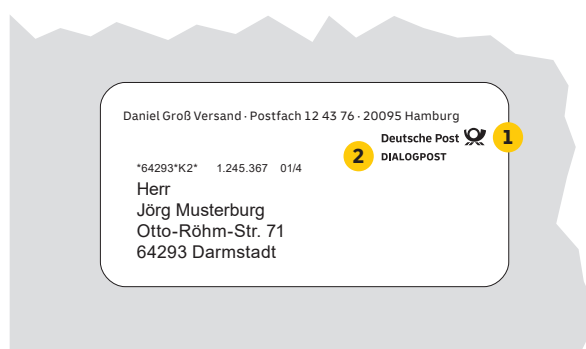 Daniel Groß Versand · Postfach 12 43 76 · 20095 Hamburg
Deutsche Post 1
2 DIALOGPOST
*64293*K2* 1.245.367 01/4
Herr
Jörg Musterburg
Otto-Röhm-Str. 71
64293 Darmstadt